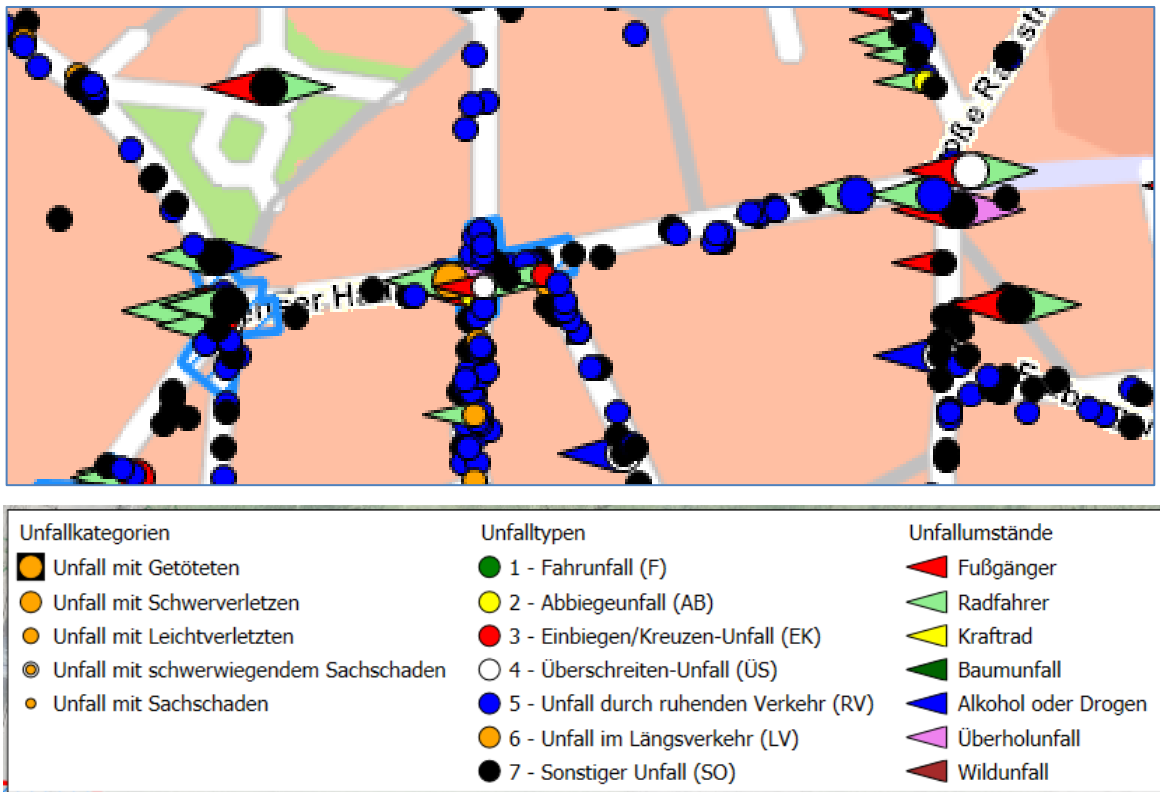 Unfallkategorien
Unfall mit Getöteten
Unfall mit Schwerverletzen
Unfall mit Leichtverletzten
Unfall mit schwerwiegendem Sachschaden
Unfall mit Sachschaden
Unfalltypen
1 - Fahrunfall (F)
2 - Abbiegeunfall (AB)
3 - Einbiegen/Kreuzen-Unfall (EK)
4 - Überschreiten-Unfall (ÜS)
5 - Unfall durch ruhenden Verkehr (RV)
6 - Unfall im Längsverkehr (LV)
7 - Sonstiger Unfall (SO)
Unfallumstände
Fußgänger
Radfahrer
Kraftrad
Baumunfall
Alkohol oder Drogen
Überholunfall
Wildunfall